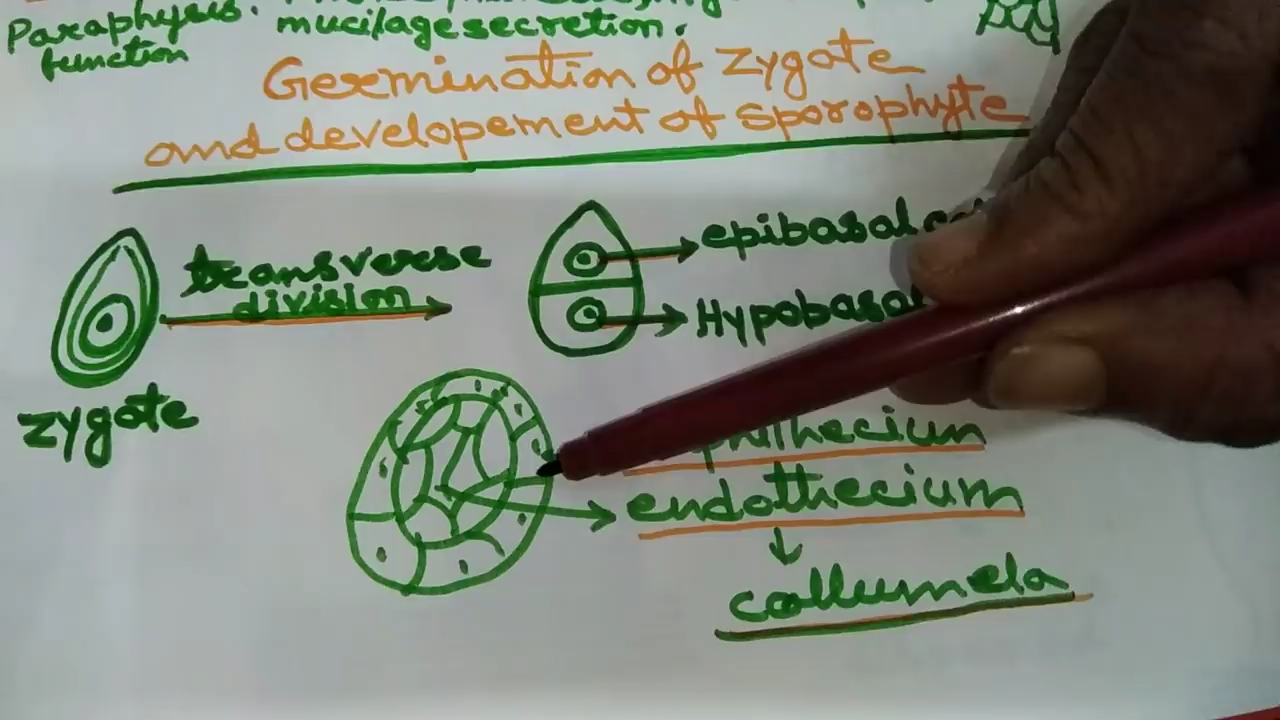 Paraphysis.
mucilage secretion.
function
Germination of zygote
and developement of sporophyte
transverse
division
epibasal
Hypobasal
zygote
endothecium
collumela